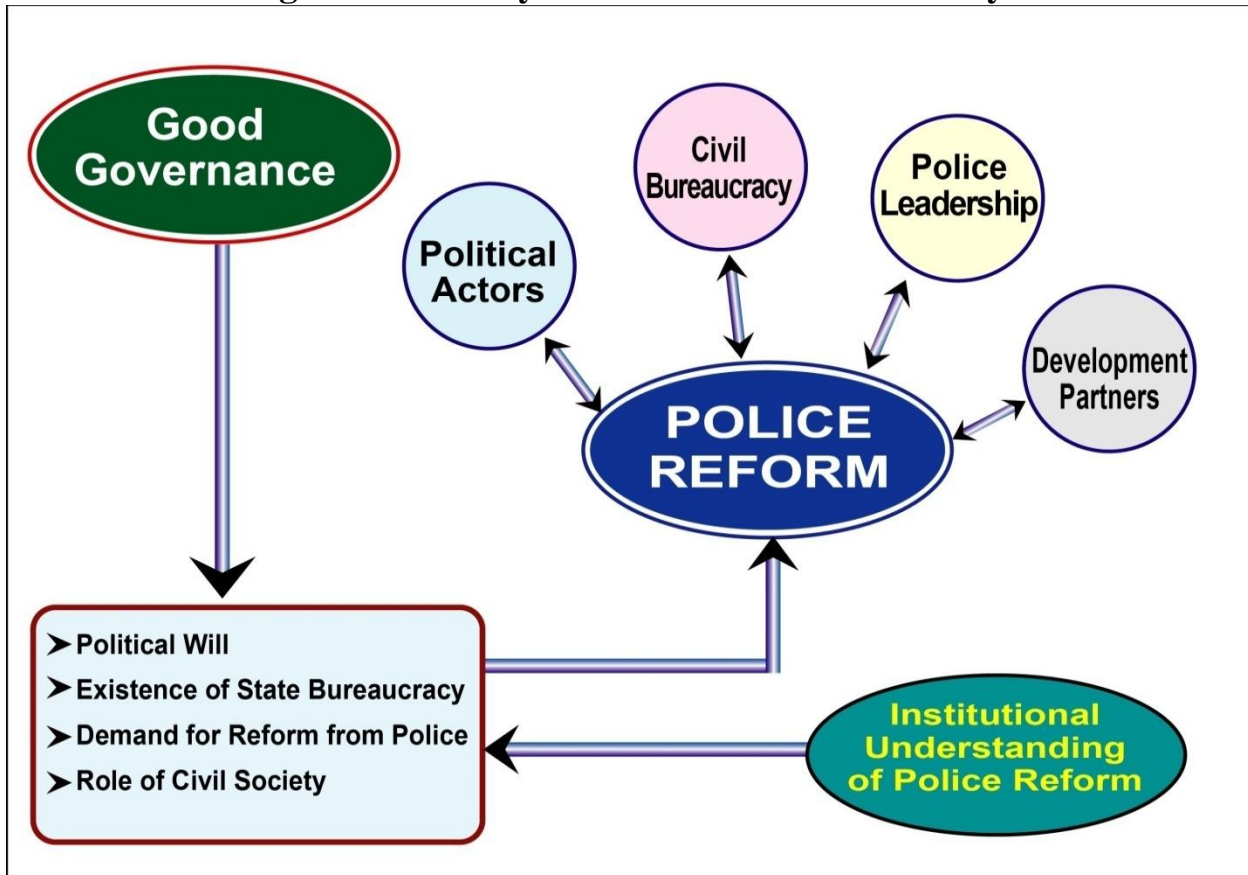 Good
Governance
Civil
Bureaucracy
Police
Leadership
Political
Actors
Development
Partners
POLICE
REFORM
➤ Political Will
➤ Existence of State Bureaucracy
➤ Demand for Reform from Police
➤ Role of Civil Society
Institutional
Understanding
of Police Reform